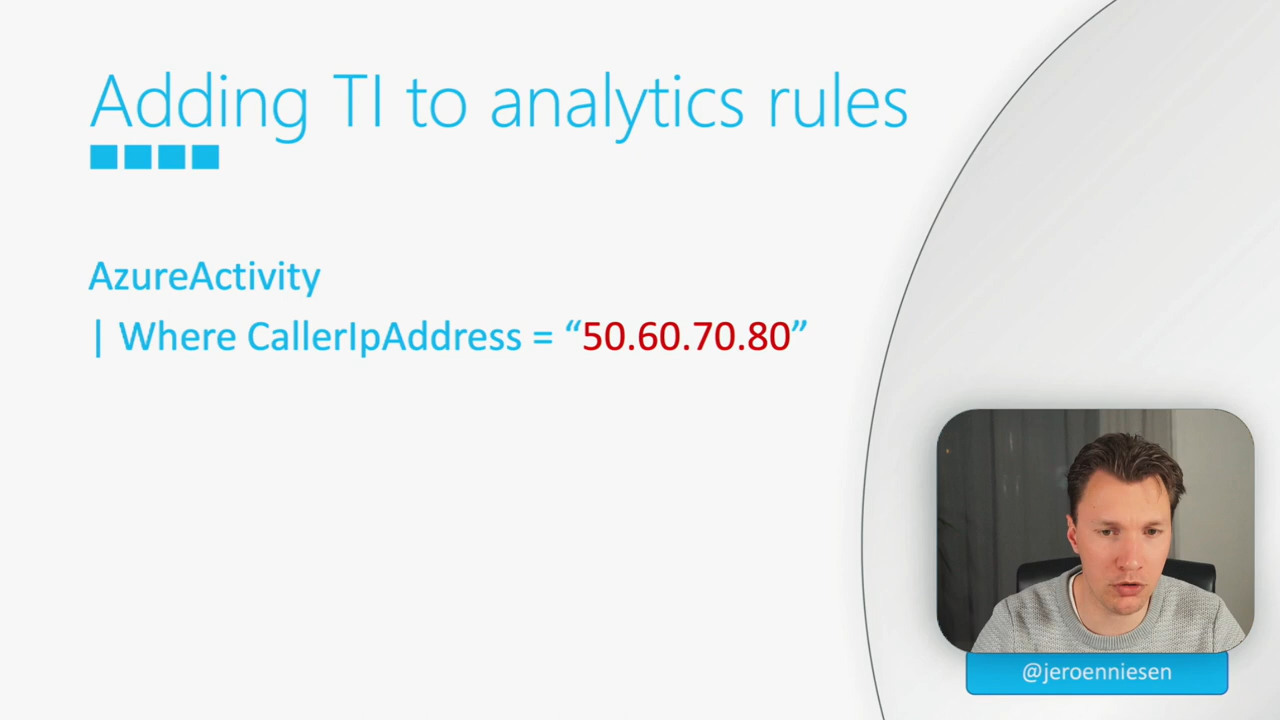 Adding TI to analytics rules
AzureActivity
| Where CallerIpAddress = “50.60.70.80”
@jeroenniesen